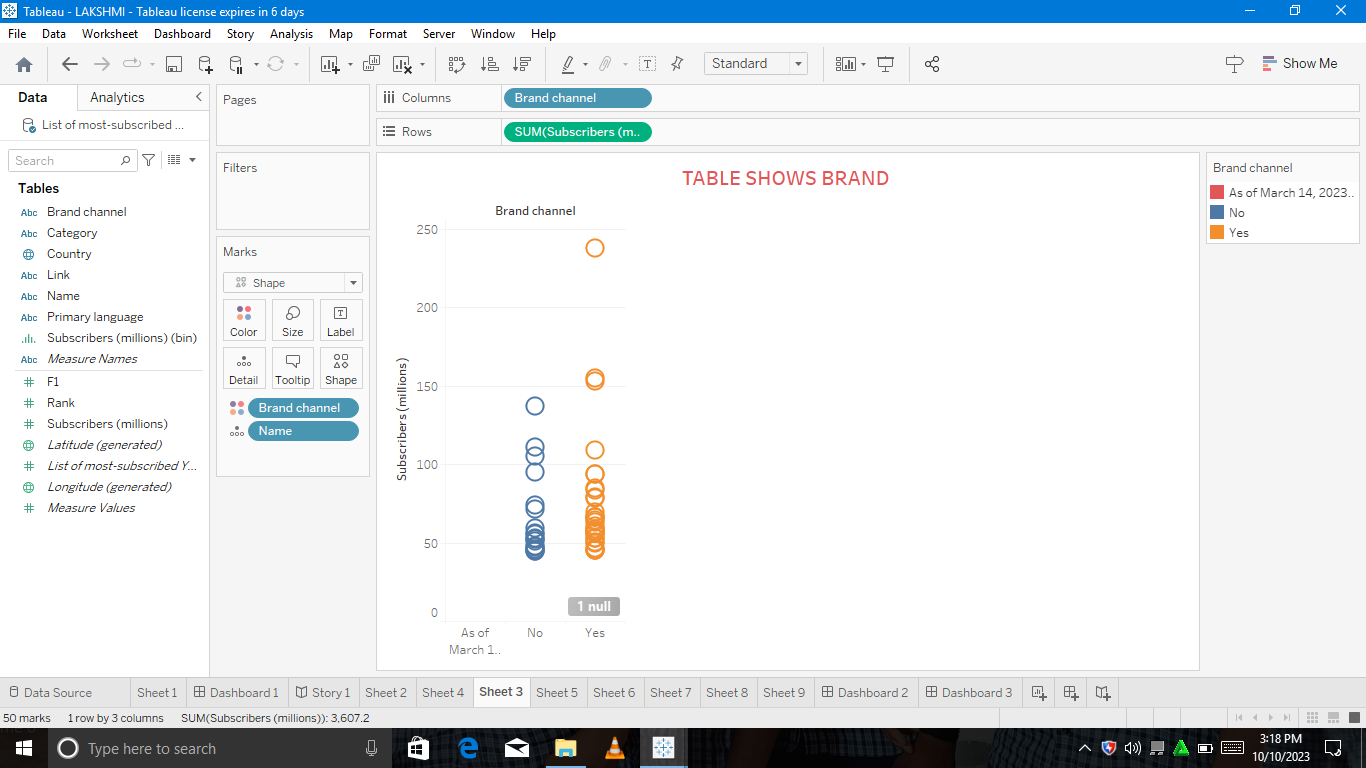 Tableau - LAKSHMI - Tableau license expires in 6 days
File Data Worksheet Dashboard Story Analysis Map Format Server Window Help
Standard
Show Me
Data
Analytics
List of most-subscribed ...
Search
Tables
Abc Brand channel
Abc Category
Country
Abc Link
Abc Name
Abc Primary language
Subscribers (millions) (bin)
Abc Measure Names
# F1
# Rank
# Subscribers (millions)
Latitude (generated)
# List of most-subscribed Y...
Longitude (generated)
# Measure Values
Pages
Filters
Marks
Shape
Color Size Label
Detail Tooltip Shape
Brand channel
Name
Columns Brand channel
Rows SUM(Subscribers (m..
TABLE SHOWS BRAND
Brand channel
250
200
150
100
50
0
Subscribers (millions)
1 null
As of
March 1..
No
Yes
Brand channel
As of March 14, 2023..
No
Yes
Data Source Sheet 1 Dashboard 1 Story 1 Sheet 2 Sheet 4 Sheet 3 Sheet 5 Sheet 6 Sheet 7 Sheet 8 Sheet 9 Dashboard 2 Dashboard 3
50 marks 1 row by 3 columns SUM(Subscribers (millions)): 3,607.2
Type here to search
3:18 PM
10/10/2023